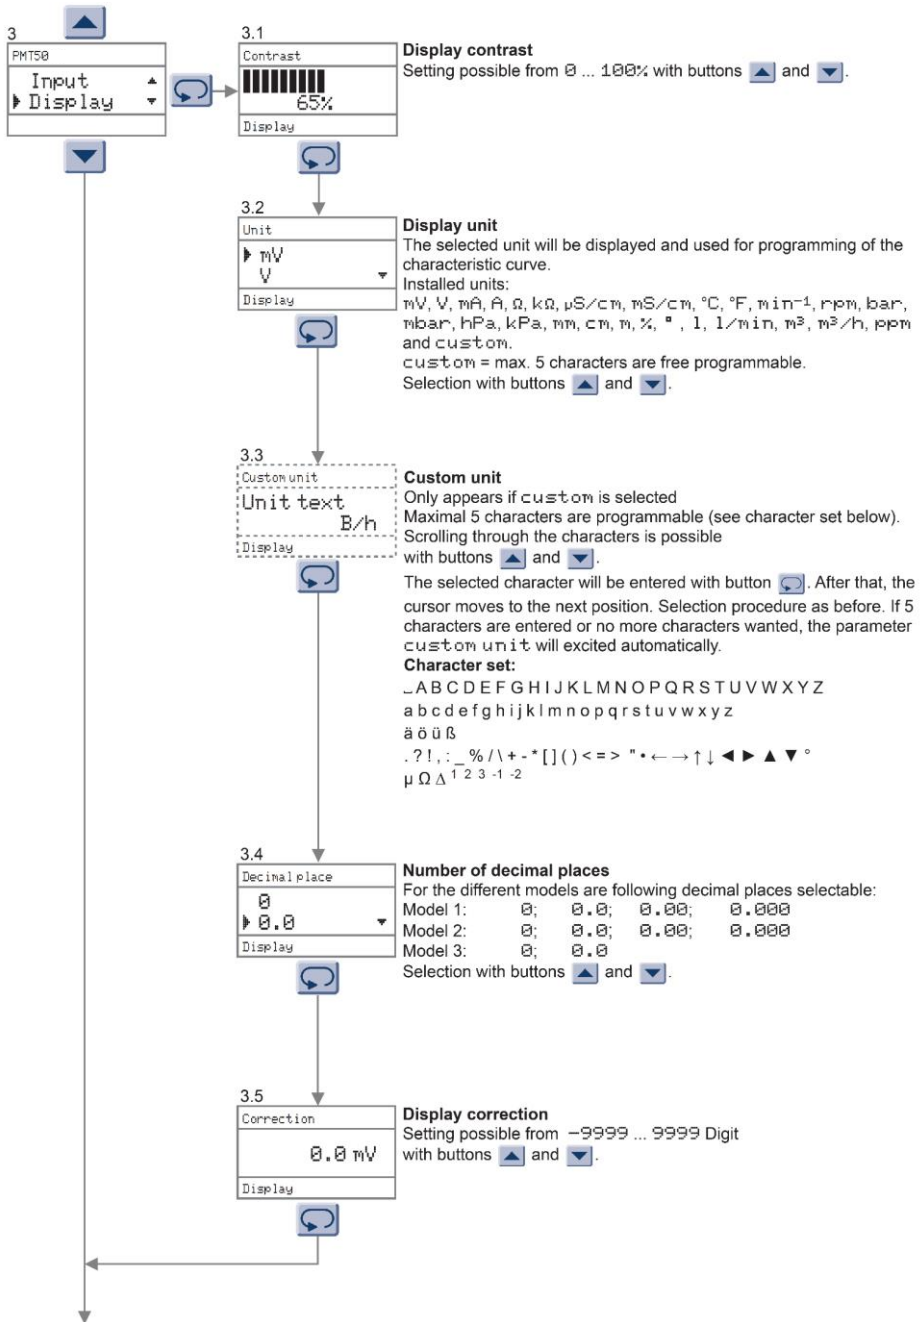 3
PMT50
Input
Display
3.1
Contrast
65%
Display
Display contrast
Setting possible from 0 ... 100% with buttons ▲ and ▼.
3.2
Unit
mV
V
Display
Display unit
The selected unit will be displayed and used for programming of the
characteristic curve.
Installed units:
mV, V, mA, A, Ω, kΩ, µS/cm, mS/cm, °C, °F, min⁻¹, rpm, bar,
mbar, hPa, kPa, mm, cm, m, %, ° , l, l/min, m³, m³/h, ppm
and custom.
custom = max. 5 characters are free programmable.
Selection with buttons ▲ and ▼.
3.3
Custom unit
Unit text
B/h
Display
Custom unit
Only appears if custom is selected
Maximal 5 characters are programmable (see character set below).
Scrolling through the characters is possible
with buttons ▲ and ▼.
The selected character will be entered with button . After that, the
cursor moves to the next position. Selection procedure as before. If 5
characters are entered or no more characters wanted, the parameter
custom unit will excited automatically.
Character set:
⎵ A B C D E F G H I J K L M N O P Q R S T U V W X Y Z
a b c d e f g h i j k l m n o p q r s t u v w x y z
ä ö ü ß
. ? ! , : _ % / \ + - * [ ] ( ) < = > " • ← → ↑ ↓ ◄ ► ▲ ▼ °
µ Ω Δ ¹ ² ³ ⁻¹ ⁻²
3.4
Decimal place
0
0.0
Display
Number of decimal places
For the different models are following decimal places selectable:
Model 1: 0; 0.0; 0.00; 0.000
Model 2: 0; 0.0; 0.00; 0.000
Model 3: 0; 0.0
Selection with buttons ▲ and ▼.
3.5
Correction
0.0 mV
Display
Display correction
Setting possible from −9999 ... 9999 Digit
with buttons ▲ and ▼.